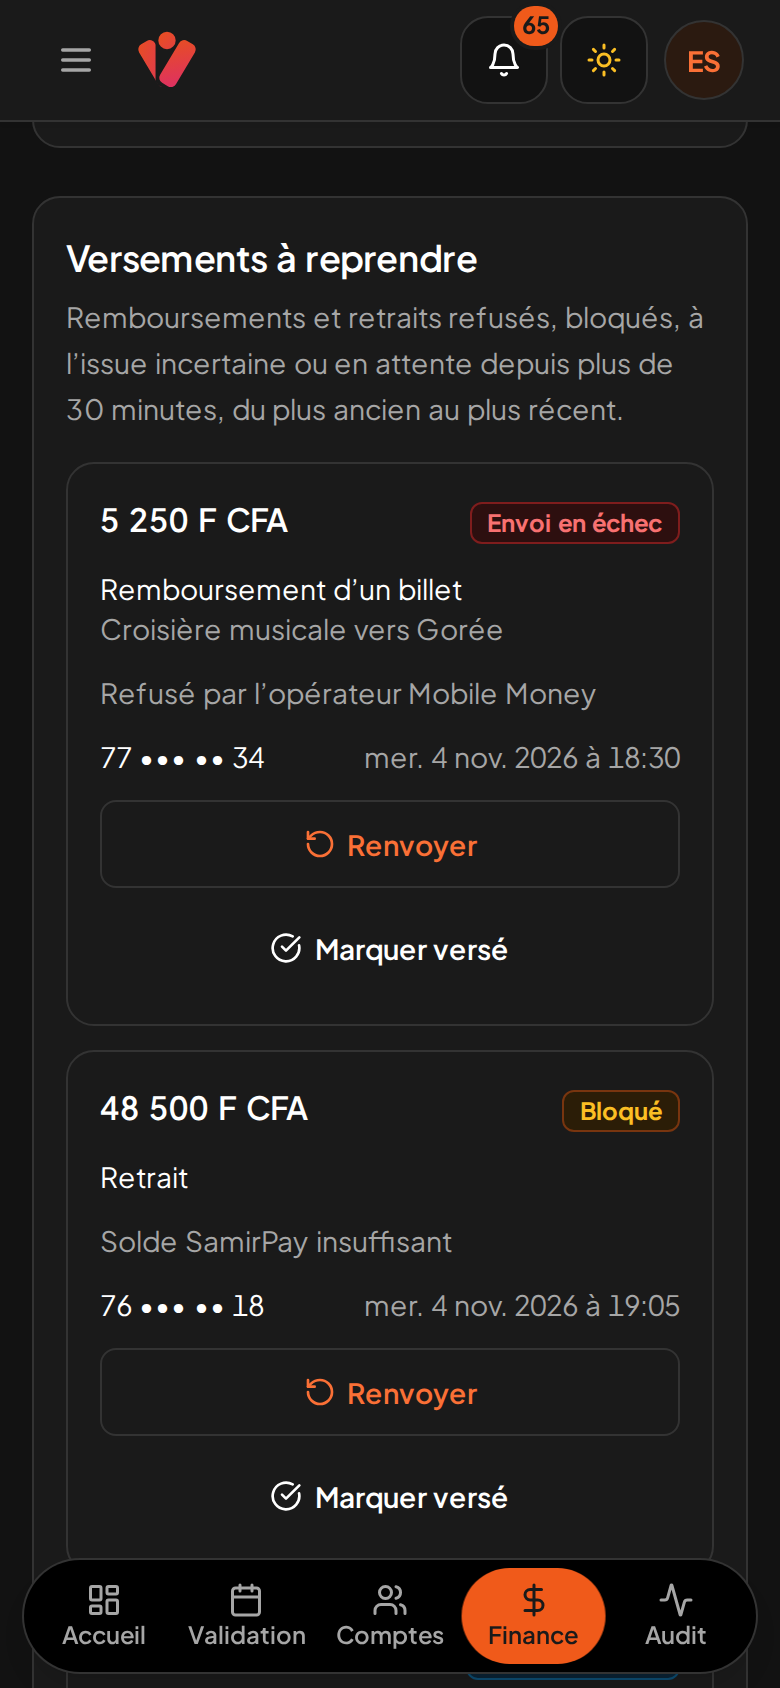 65
ES
Versements à reprendre
Remboursements et retraits refusés, bloqués, à
l’issue incertaine ou en attente depuis plus de
30 minutes, du plus ancien au plus récent.
5 250 F CFA
Envoi en échec
Remboursement d’un billet
Croisière musicale vers Gorée
Refusé par l’opérateur Mobile Money
77 ••• •• 34
mer. 4 nov. 2026 à 18:30
Renvoyer
Marquer versé
48 500 F CFA
Bloqué
Retrait
Solde SamirPay insuffisant
76 ••• •• 18
mer. 4 nov. 2026 à 19:05
Renvoyer
Marquer versé
Accueil
Validation
Comptes
Finance
Audit